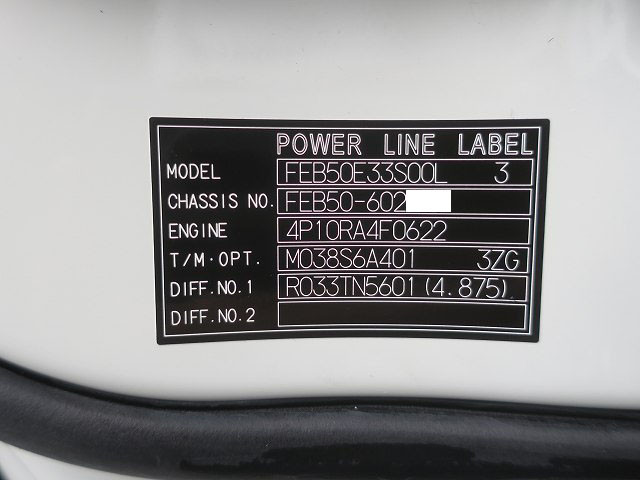 POWER LINE LABEL
MODEL FEB50E33S00L 3
CHASSIS NO. FEB50-602
ENGINE 4P10RA4F0622
T/M·OPT. M038S6A401 3ZG
DIFF.NO.1 R033TN5601(4.875)
DIFF.NO.2